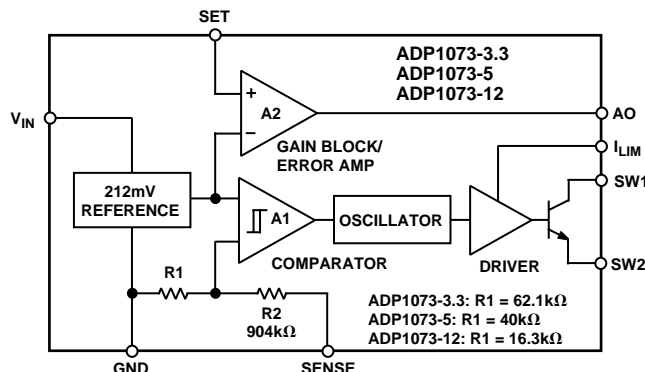 SET
ADP1073-3.3
ADP1073-5
ADP1073-12
VIN
A2
AO
GAIN BLOCK/
ERROR AMP
ILIM
212mV
REFERENCE
SW1
A1
OSCILLATOR
R1
COMPARATOR
DRIVER
SW2
R2
904kΩ
ADP1073-3.3: R1 = 62.1kΩ
ADP1073-5: R1 = 40kΩ
ADP1073-12: R1 = 16.3kΩ
GND
SENSE